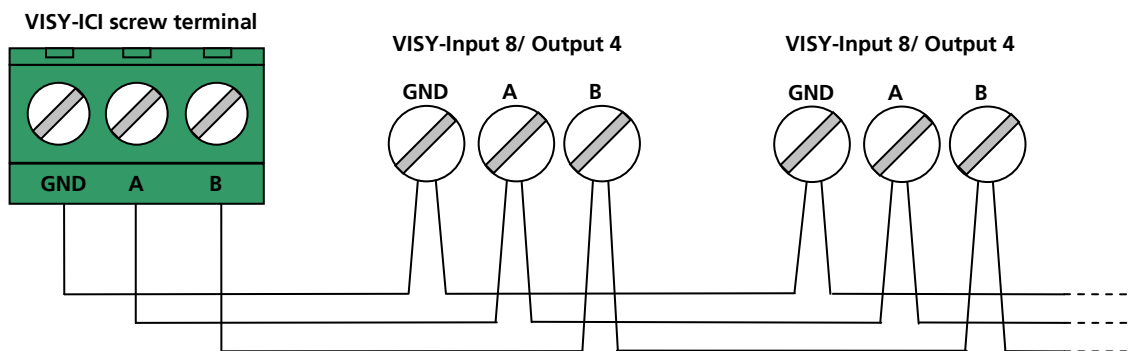 VISY-ICI screw terminal
GND A B
VISY-Input 8/ Output 4
GND A B
VISY-Input 8/ Output 4
GND A B